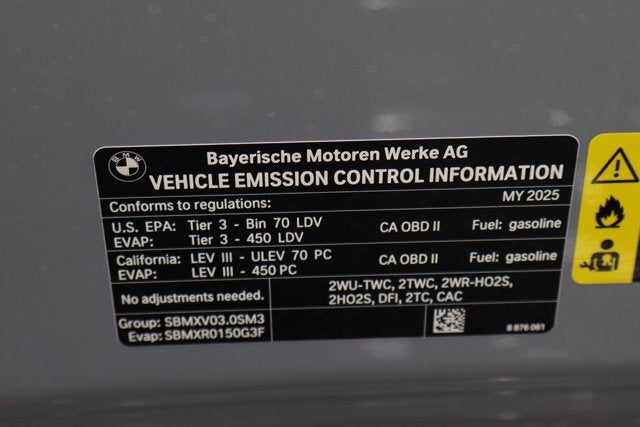 BMW
Bayerische Motoren Werke AG
VEHICLE EMISSION CONTROL INFORMATION
Conforms to regulations: MY 2025
U.S. EPA: Tier 3 - Bin 70 LDV CA OBD II Fuel: gasoline
EVAP: Tier 3 - 450 LDV
California: LEV III - ULEV 70 PC CA OBD II Fuel: gasoline
EVAP: LEV III - 450 PC
No adjustments needed. 2WU-TWC, 2TWC, 2WR-HO2S,
2HO2S, DFI, 2TC, CAC
Group: SBMXV03.0SM3
Evap: SBMXR0150G3F
8 876 061